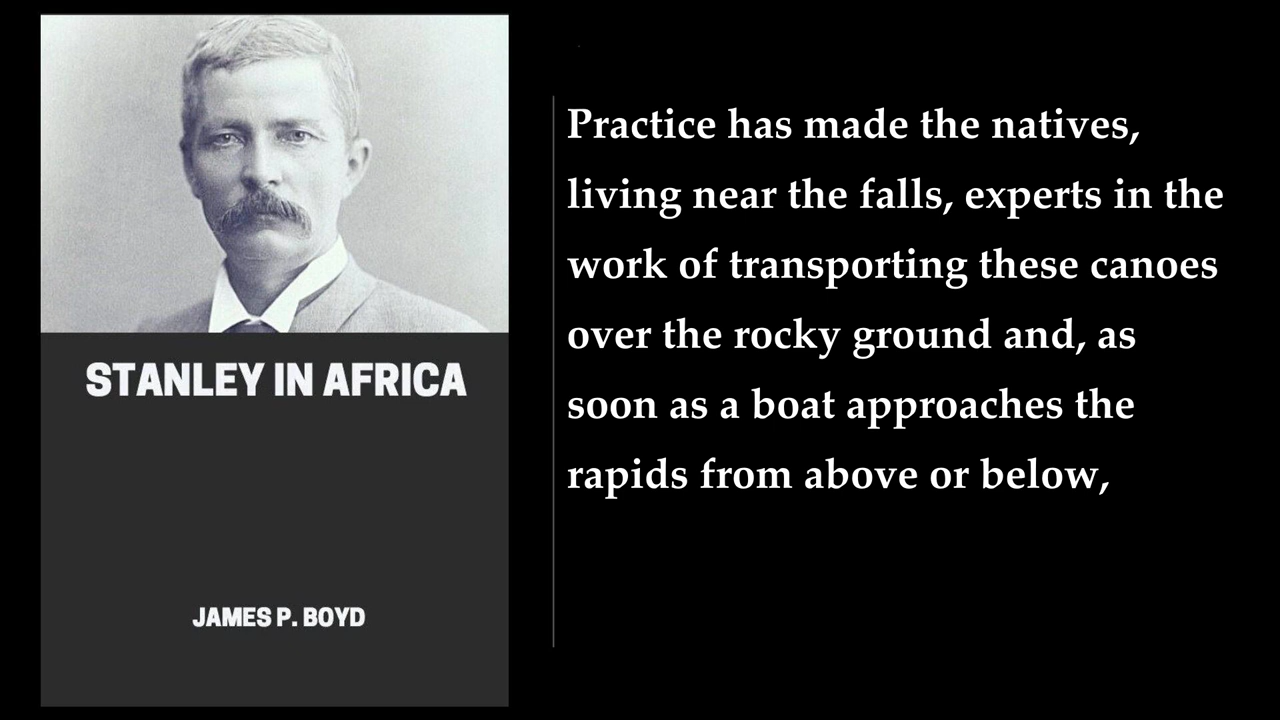 STANLEY IN AFRICA
JAMES P. BOYD
Practice has made the natives,
living near the falls, experts in the
work of transporting these canoes
over the rocky ground and, as
soon as a boat approaches the
rapids from above or below,